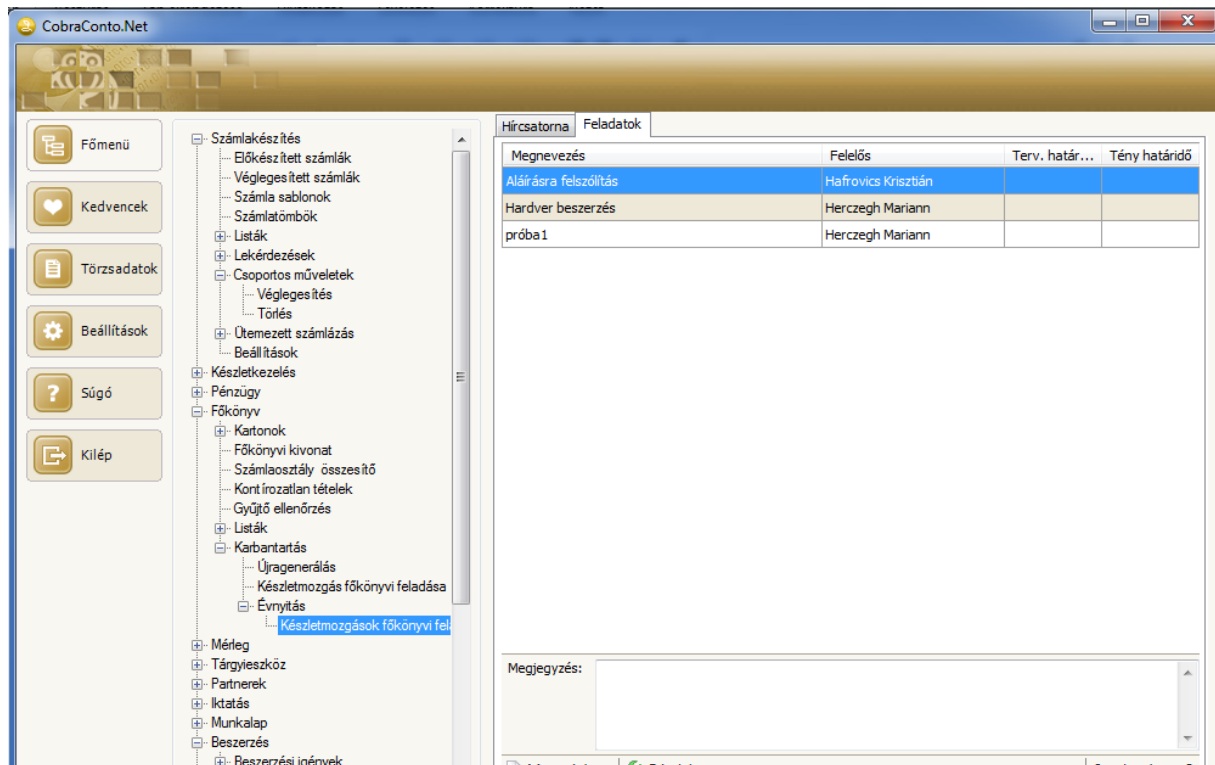 CobraConto.Net
Főmenü
Kedvencek
Törzsadatok
Beállítások
Súgó
Kilép
Számlakészítés
Előkészített számlák
Véglegesített számlák
Számla sablonok
Számlatömbök
Listák
Lekérdezések
Csoportos műveletek
Véglegesítés
Törlés
Ütemezett számlázás
Beállítások
Készletkezelés
Pénzügy
Főkönyv
Kartonok
Főkönyvi kivonat
Számlaosztály összesítő
Kontírozatlan tételek
Gyűjtő ellenőrzés
Listák
Karbantartás
Újragenerálás
Készletmozgás főkönyvi feladása
Évnyitás
Készletmozgások főkönyvi fel
Mérleg
Tárgyieszköz
Partnerek
Iktatás
Munkalap
Beszerzés
Beszerzési igények
Hírcsatorna Feladatok
Megnevezés Felelős Terv. határ... Tény határidő
Aláírásra felszólítás Hafrovics Krisztián
Hardver beszerzés Herczegh Mariann
próba1 Herczegh Mariann
Megjegyzés: